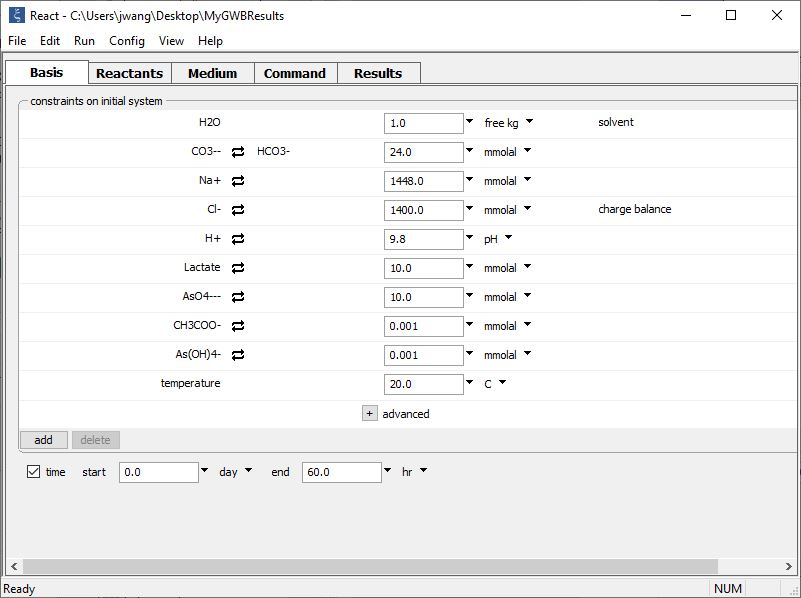 React - C:\Users\jwang\Desktop\MyGWBResults
File Edit Run Config View Help
Basis Reactants Medium Command Results
constraints on initial system
H2O 1.0 free kg solvent
CO3-- HCO3- 24.0 mmolal
Na+ 1448.0 mmolal
Cl- 1400.0 mmolal charge balance
H+ 9.8 pH
Lactate 10.0 mmolal
AsO4--- 10.0 mmolal
CH3COO- 0.001 mmolal
As(OH)4- 0.001 mmolal
temperature 20.0 C
+ advanced
add delete
time start 0.0 day end 60.0 hr
Ready NUM